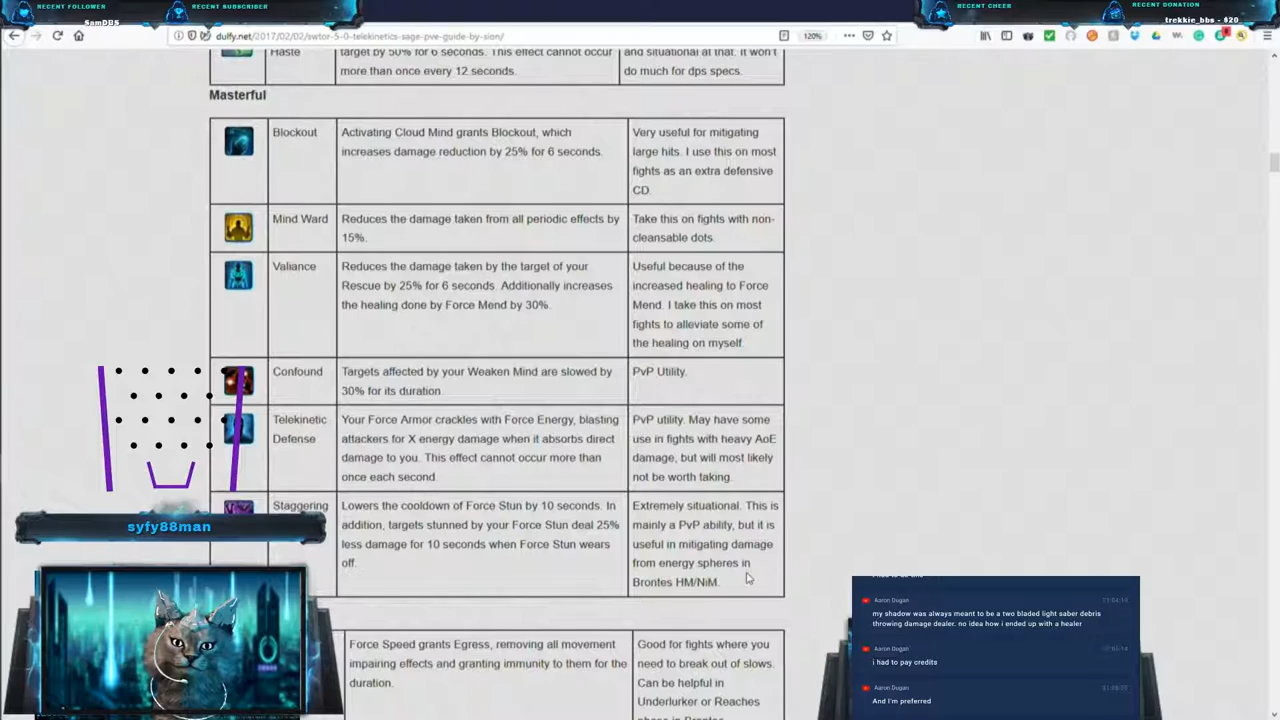 RECENT FOLLOWER
SamDBS
RECENT SUBSCRIBER
RECENT CHEER
RECENT DONATION
trekkie_bbs - $20
dulfy.net/2017/02/02/swtor-5-0-telekinetics-sage-pve-guide-by-sion/
120%
Haste
target by 50% for 6 seconds. This effect cannot occur
more than once every 12 seconds.
and situational at that. It won't
do much for dps specs.
Masterful
Blockout
Activating Cloud Mind grants Blockout, which
increases damage reduction by 25% for 6 seconds.
Very useful for mitigating
large hits. I use this on most
fights as an extra defensive
CD.
Mind Ward
Reduces the damage taken from all periodic effects by
15%.
Take this on fights with non-
cleansable dots.
Valiance
Reduces the damage taken by the target of your
Rescue by 25% for 6 seconds. Additionally increases
the healing done by Force Mend by 30%.
Useful because of the
increased healing to Force
Mend. I take this on most
fights to alleviate some of
the healing on myself.
Confound
Targets affected by your Weaken Mind are slowed by
30% for its duration.
PvP Utility.
Telekinetic
Defense
Your Force Armor crackles with Force Energy, blasting
attackers for X energy damage when it absorbs direct
damage to you. This effect cannot occur more than
once each second.
PvP utility. May have some
use in fights with heavy AoE
damage, but will most likely
not be worth taking.
Staggering
Lowers the cooldown of Force Stun by 10 seconds. In
addition, targets stunned by your Force Stun deal 25%
less damage for 10 seconds when Force Stun wears
off.
Extremely situational. This is
mainly a PvP ability, but it is
useful in mitigating damage
from energy spheres in
Brontes HM/NiM.
Force Speed grants Egress, removing all movement
impairing effects and granting immunity to them for the
duration.
God for fights where you
need to break out of slows.
Can be helpful in
or Reaches
syfy88man
Aaron Dugan
my shadow was always meant to be a two bladed light saber debris
throwing damage dealer. no idea how i ended up with a healer
Aaron Dugan
i had to pay credits
Aaron Dugan
And I'm preferred